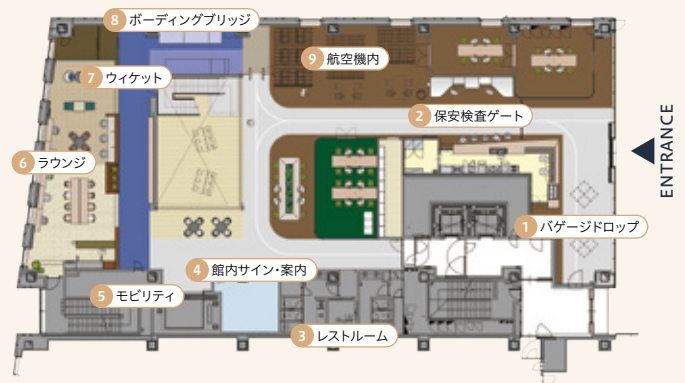 8 ボーディングブリッジ
9 航空機内
7 ウィケット
2 保安検査ゲート
ENTRANCE
6 ラウンジ
1 バゲージドロップ
4 館内サイン・案内
5 モビリティ
3 レストルーム